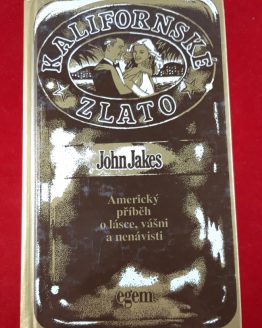 KALIFORNSKÉ
ZLATO
John Jakes
Americký
příběh
o lásce, vášni
a nenávisti
egem